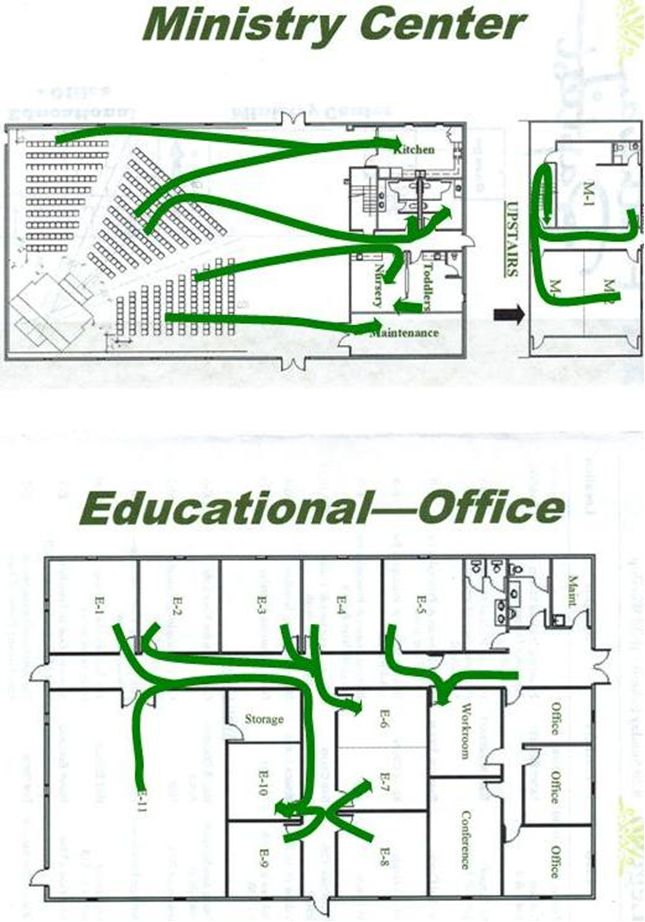 Ministry Center
Kitchen
Nursery
Toddlers
Maintenance
UPSTAIRS
M-1
M-
M-
Educational—Office
E-1
E-2
E-3
E-4
E-5
Maint.
Storage
E-6
Workroom
Office
E-11
E-10
E-7
Office
E-9
E-8
Conference
Office